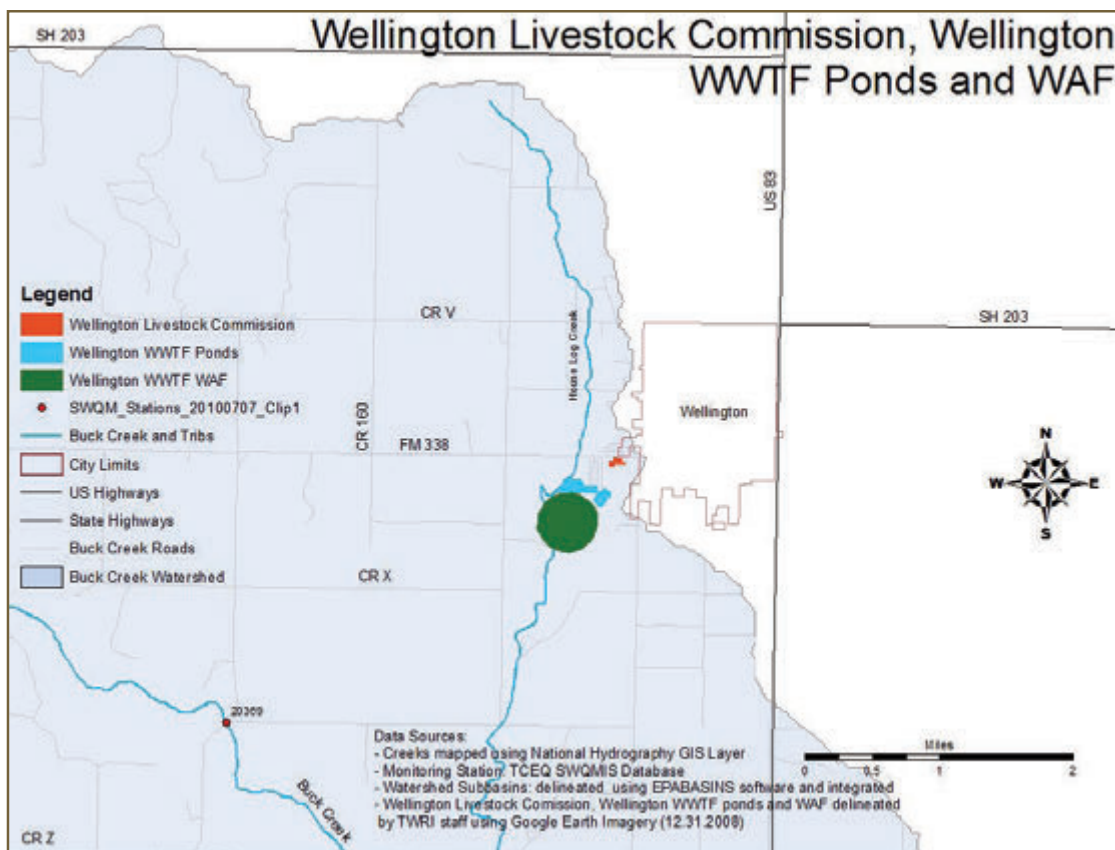 SH 203
Wellington Livestock Commission, Wellington
WWTF Ponds and WAF
US 83
Legend
Wellington Livestock Commission
Wellington WWTF Ponds
Wellington WWTF WAF
SWQM_Stations_20100707_Clip1
Buck Creek and Tribs
City Limits
US Highways
State Highways
Buck Creek Roads
Buck Creek Watershed
CR V
House Log Creek
SH 203
Wellington
CR 160
FM 338
N
W E
S
CR X
20369
Buck Creek
CR Z
Miles
0 0.5 1 2
Data Sources:
- Creeks mapped using National Hydrography GIS Layer
- Monitoring Station: TCEQ SWQMIS Database
- Watershed Subbasins: delineated using EPABASINS software and integrated
- Wellington Livestock Comission, Wellington WWTF ponds and WAF delineated
by TWRI staff using Google Earth Imagery (12.31.2008)